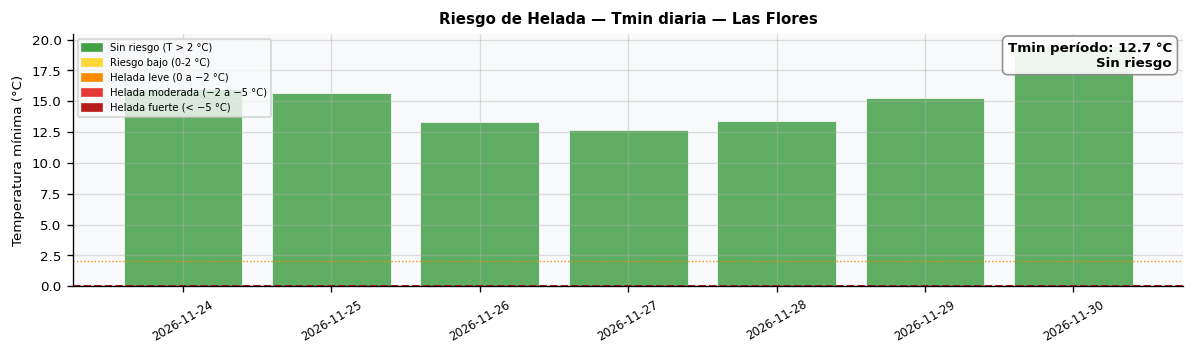 Riesgo de Helada — Tmin diaria — Las Flores
Temperatura mínima (°C)
20.0
17.5
15.0
12.5
10.0
7.5
5.0
2.5
0.0
Sin riesgo (T > 2 °C)
Riesgo bajo (0-2 °C)
Helada leve (0 a −2 °C)
Helada moderada (−2 a −5 °C)
Helada fuerte (< −5 °C)
Tmin período: 12.7 °C
Sin riesgo
2026-11-24
2026-11-25
2026-11-26
2026-11-27
2026-11-28
2026-11-29
2026-11-30